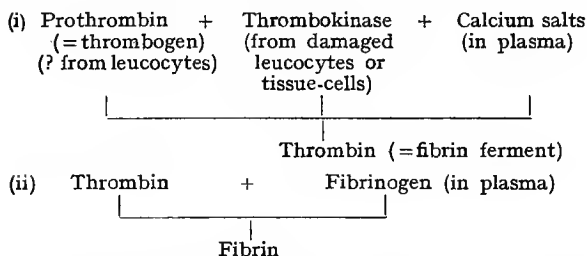 (i) Prothrombin + Thrombokinase + Calcium salts
(=thrombogen) (from damaged (in plasma)
(? from leucocytes) leucocytes or
tissue-cells)
Thrombin (=fibrin ferment)
(ii) Thrombin + Fibrinogen (in plasma)
Fibrin